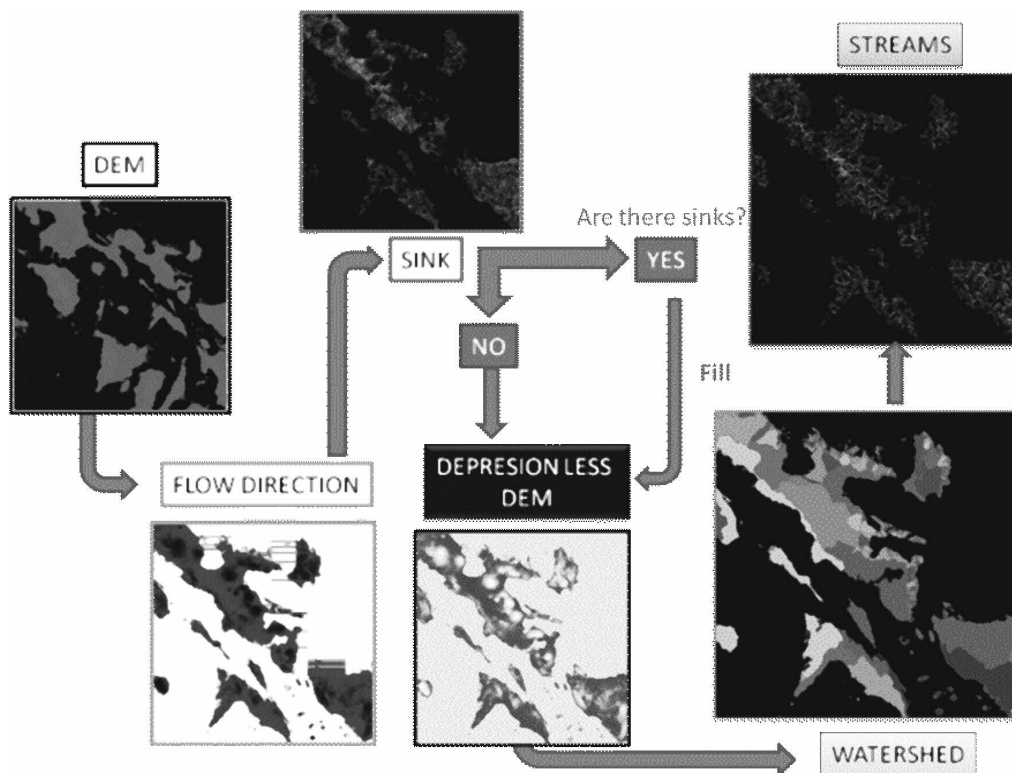 STREAMS
DEM
Are there sinks?
SINK
YES
NO
Fill
FLOW DIRECTION
DEPRESION LESS
DEM
WATERSHED